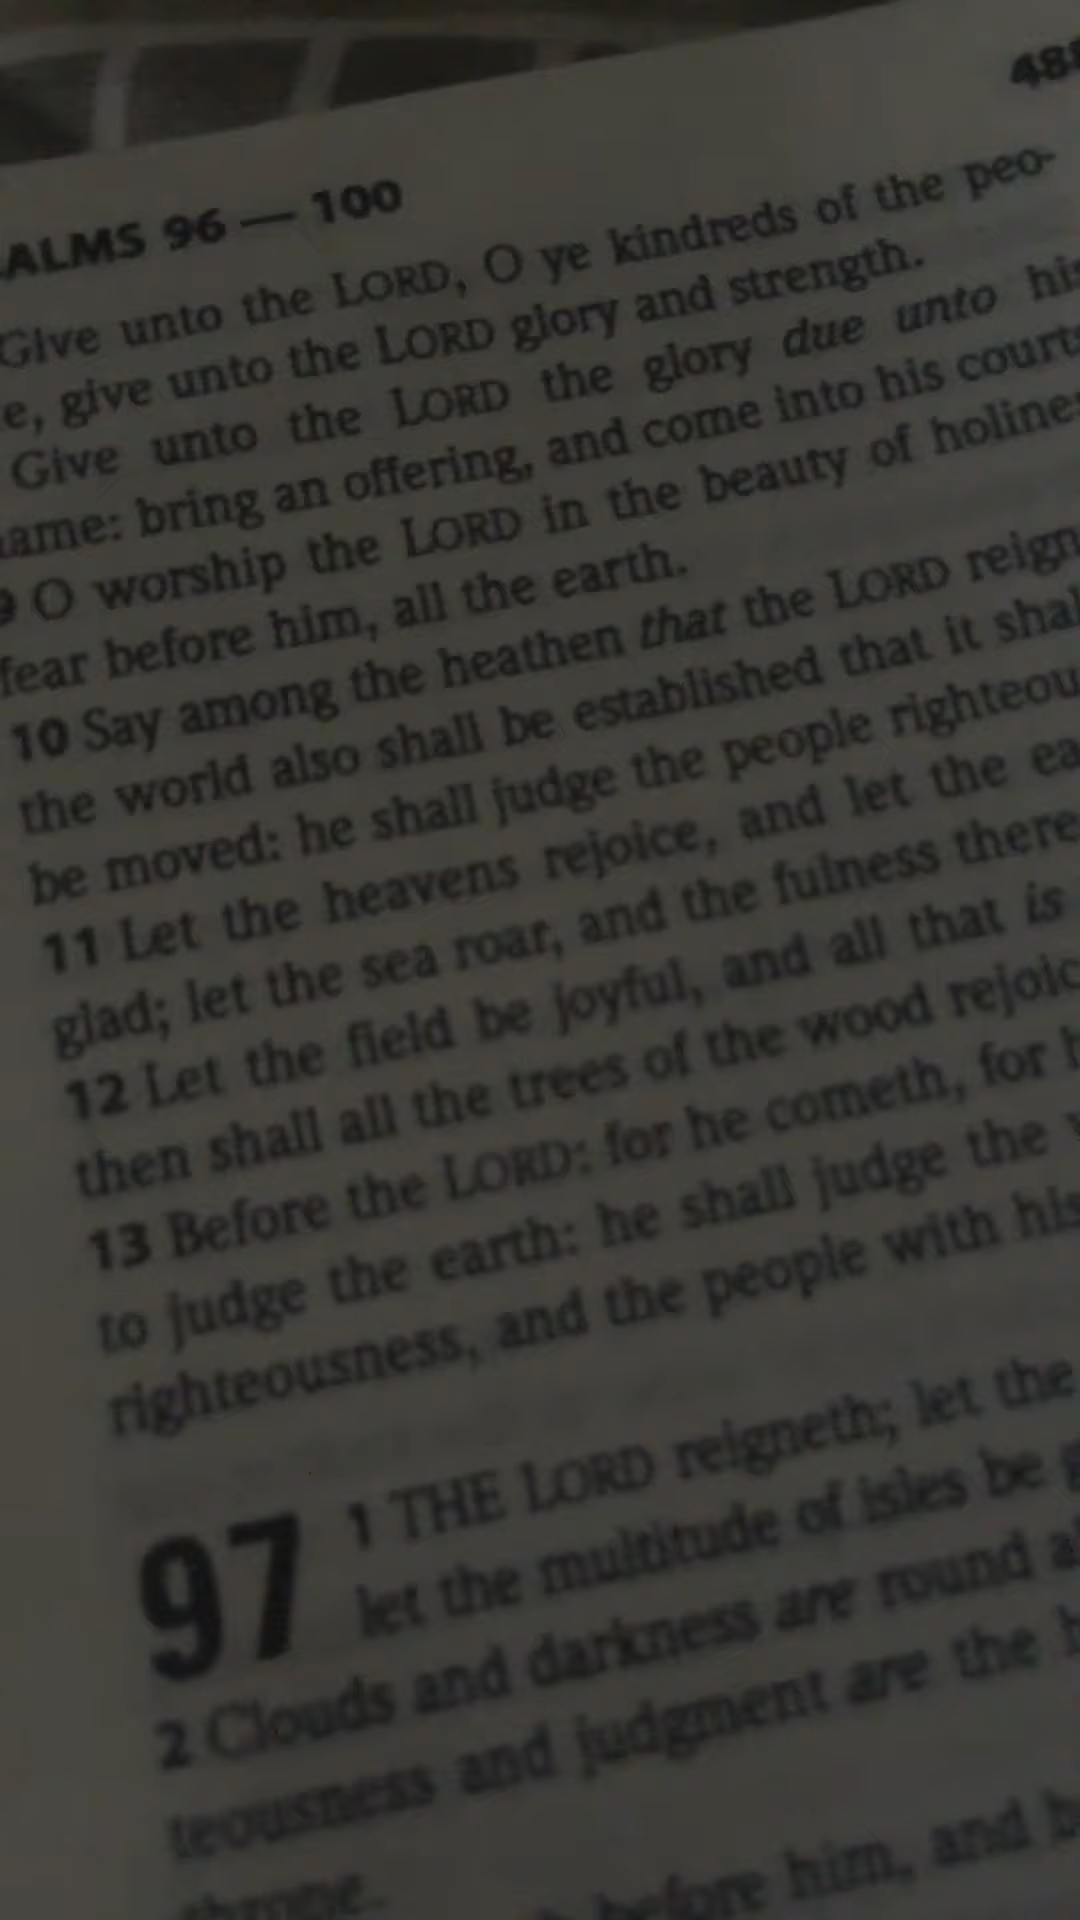 488
ALMS 96 — 100
Give unto the LORD, O ye kindreds of the peo-
e, give unto the LORD glory and strength.
Give unto the LORD the glory due unto his
ame: bring an offering, and come into his courts
9 O worship the LORD in the beauty of holines
fear before him, all the earth.
10 Say among the heathen that the LORD reign
the world also shall be established that it shal
be moved: he shall judge the people righteou
11 Let the heavens rejoice, and let the ea
glad; let the sea roar, and the fulness there
12 Let the field be joyful, and all that is
then shall all the trees of the wood rejoic
13 Before the LORD: for he cometh, for h
to judge the earth: he shall judge the w
righteousness, and the people with his
97
1 THE LORD reigneth; let the
let the multitude of isles be g
2 Clouds and darkness are round a
teousness and judgment are the h
throne.
before him, and b